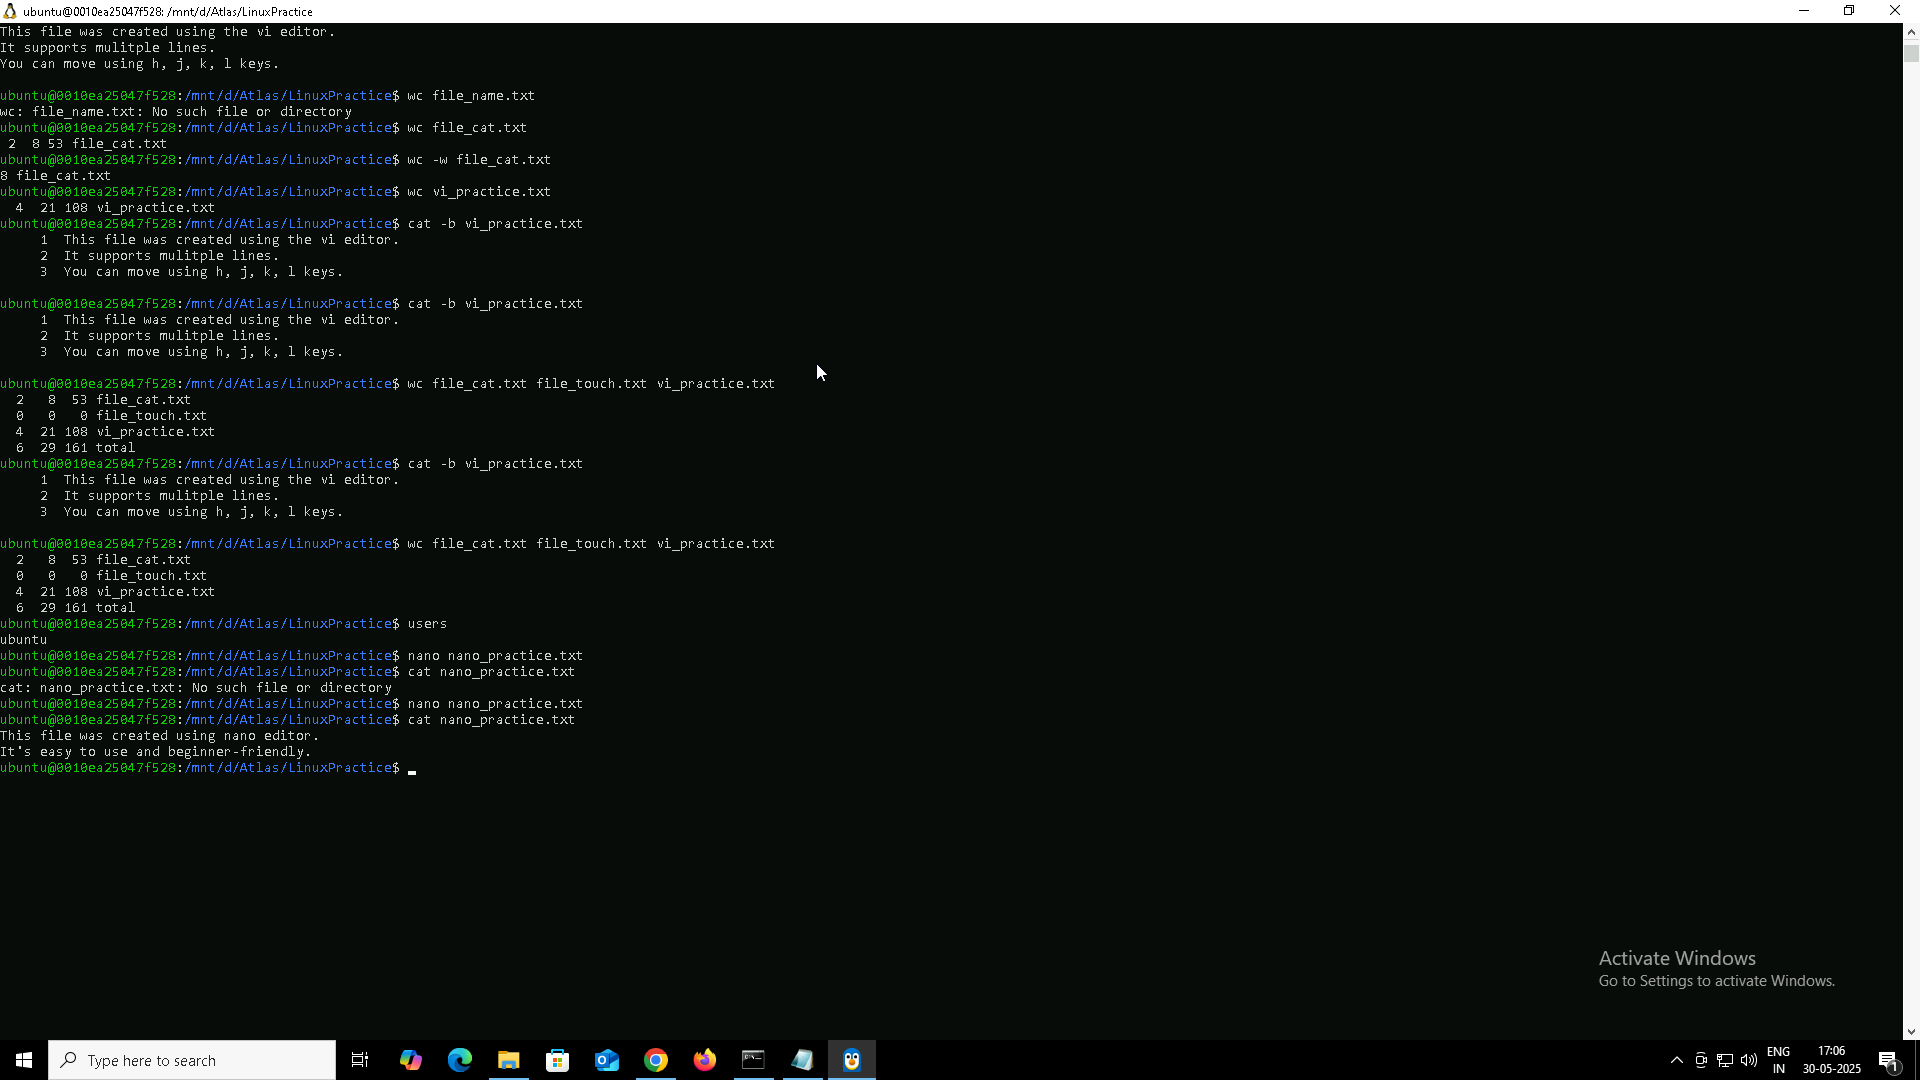 ubuntu@0010ea25047f528: /mnt/d/Atlas/LinuxPractice
This file was created using the vi editor.
It supports mulitple lines.
You can move using h, j, k, l keys.
ubuntu@0010ea25047f528:/mnt/d/Atlas/LinuxPractice$ wc file_name.txt
wc: file_name.txt: No such file or directory
ubuntu@0010ea25047f528:/mnt/d/Atlas/LinuxPractice$ wc file_cat.txt
 2  8 53 file_cat.txt
ubuntu@0010ea25047f528:/mnt/d/Atlas/LinuxPractice$ wc -w file_cat.txt
8 file_cat.txt
ubuntu@0010ea25047f528:/mnt/d/Atlas/LinuxPractice$ wc vi_practice.txt
  4  21 108 vi_practice.txt
ubuntu@0010ea25047f528:/mnt/d/Atlas/LinuxPractice$ cat -b vi_practice.txt
     1  This file was created using the vi editor.
     2  It supports mulitple lines.
     3  You can move using h, j, k, l keys.
ubuntu@0010ea25047f528:/mnt/d/Atlas/LinuxPractice$ cat -b vi_practice.txt
     1  This file was created using the vi editor.
     2  It supports mulitple lines.
     3  You can move using h, j, k, l keys.
ubuntu@0010ea25047f528:/mnt/d/Atlas/LinuxPractice$ wc file_cat.txt file_touch.txt vi_practice.txt
  2   8  53 file_cat.txt
  0   0   0 file_touch.txt
  4  21 108 vi_practice.txt
  6  29 161 total
ubuntu@0010ea25047f528:/mnt/d/Atlas/LinuxPractice$ cat -b vi_practice.txt
     1  This file was created using the vi editor.
     2  It supports mulitple lines.
     3  You can move using h, j, k, l keys.
ubuntu@0010ea25047f528:/mnt/d/Atlas/LinuxPractice$ wc file_cat.txt file_touch.txt vi_practice.txt
  2   8  53 file_cat.txt
  0   0   0 file_touch.txt
  4  21 108 vi_practice.txt
  6  29 161 total
ubuntu@0010ea25047f528:/mnt/d/Atlas/LinuxPractice$ users
ubuntu
ubuntu@0010ea25047f528:/mnt/d/Atlas/LinuxPractice$ nano nano_practice.txt
ubuntu@0010ea25047f528:/mnt/d/Atlas/LinuxPractice$ cat nano_practice.txt
cat: nano_practice.txt: No such file or directory
ubuntu@0010ea25047f528:/mnt/d/Atlas/LinuxPractice$ nano nano_practice.txt
ubuntu@0010ea25047f528:/mnt/d/Atlas/LinuxPractice$ cat nano_practice.txt
This file was created using nano editor.
It's easy to use and beginner-friendly.
ubuntu@0010ea25047f528:/mnt/d/Atlas/LinuxPractice$
Activate Windows
Go to Settings to activate Windows.
Type here to search
ENG
IN
17:06
30-05-2025
1